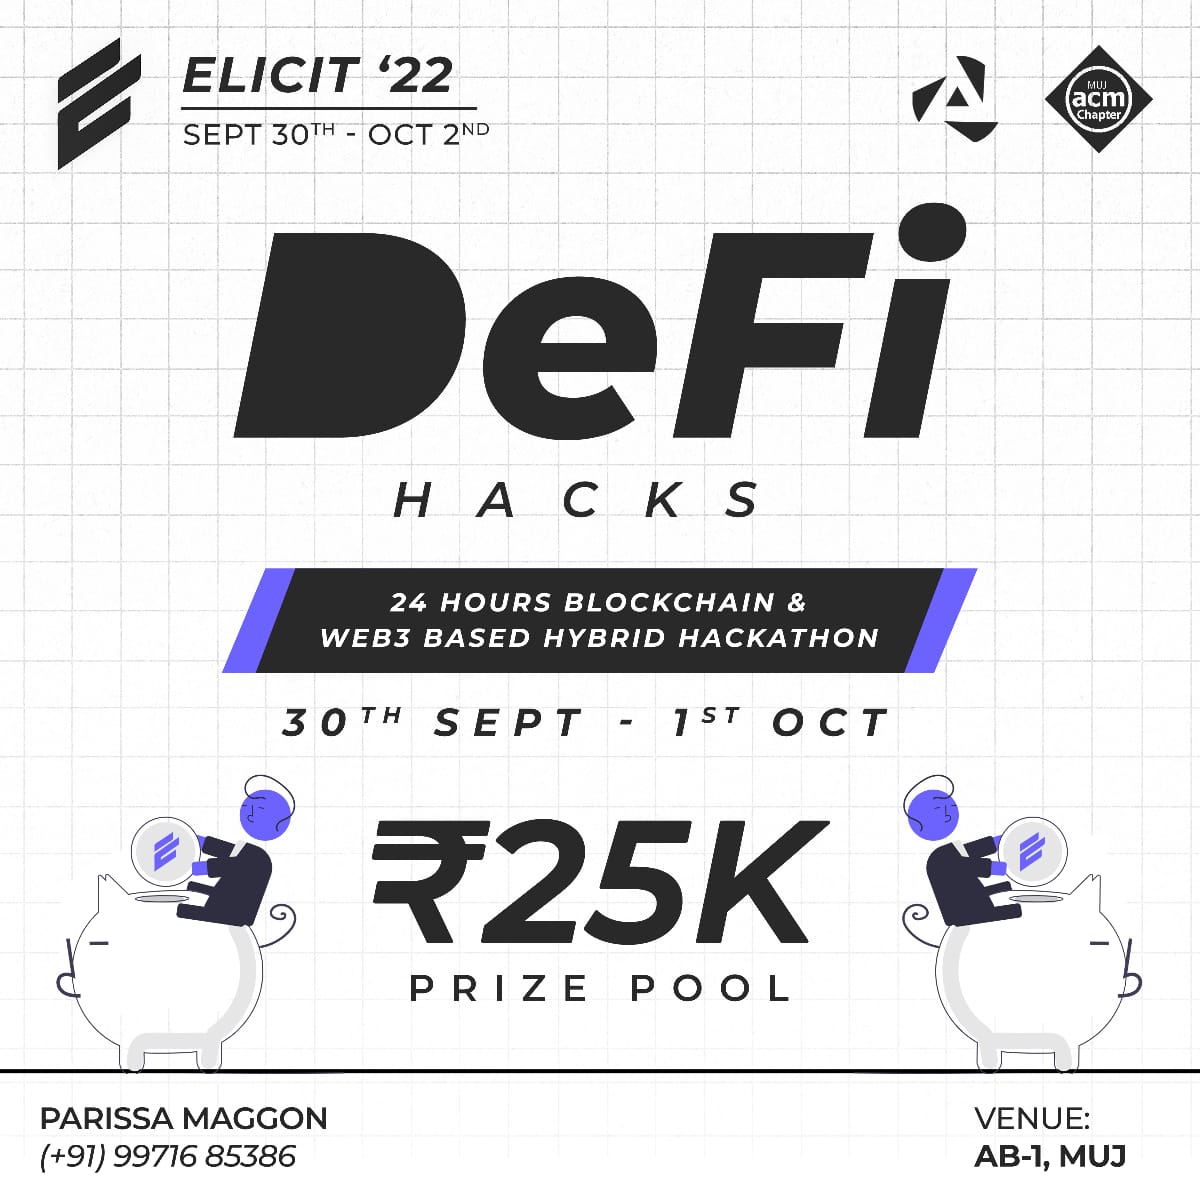 ELICIT ‘22
SEPT 30TH - OCT 2ND
MUJ
acm
Chapter
DeFi
HACKS
24 HOURS BLOCKCHAIN &
WEB3 BASED HYBRID HACKATHON
30TH SEPT - 1ST OCT
₹25K
PRIZE POOL
PARISSA MAGGON
(+91) 99716 85386
VENUE:
AB-1, MUJ